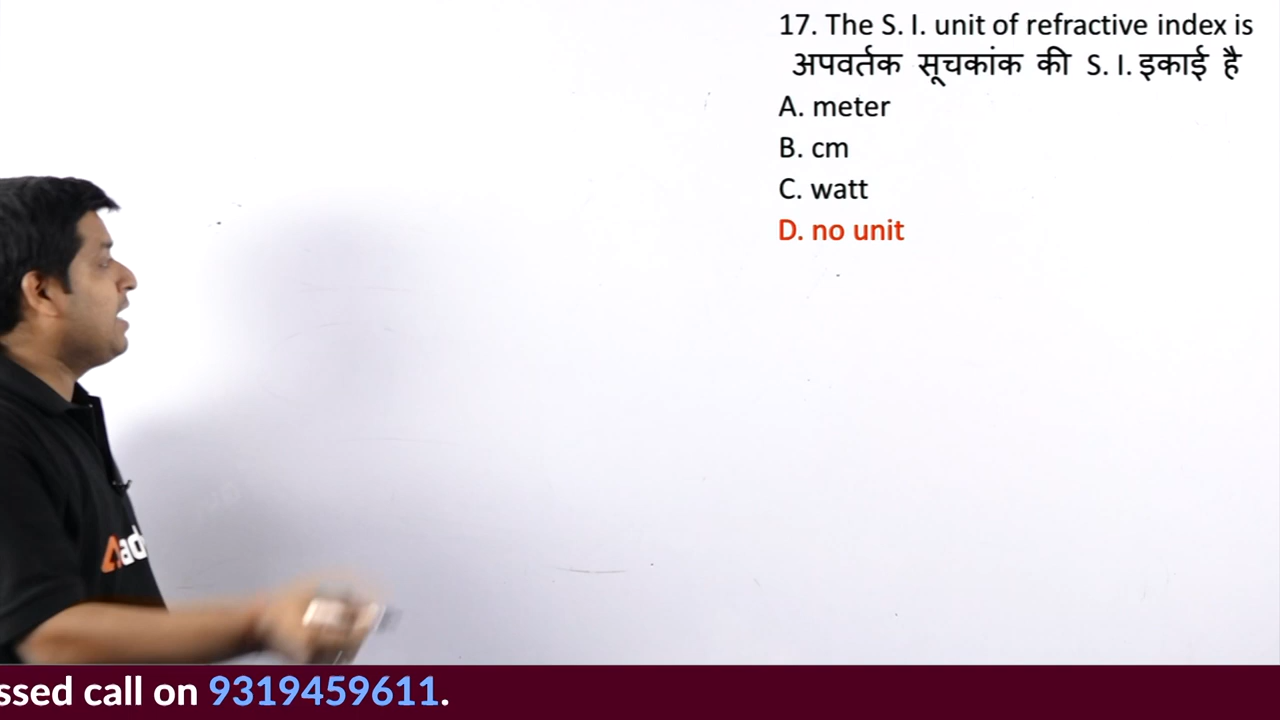 17. The S. I. unit of refractive index is
अपवर्तक सूचकांक की S. I. इकाई है
A. meter
B. cm
C. watt
D. no unit
call on 9319459611.